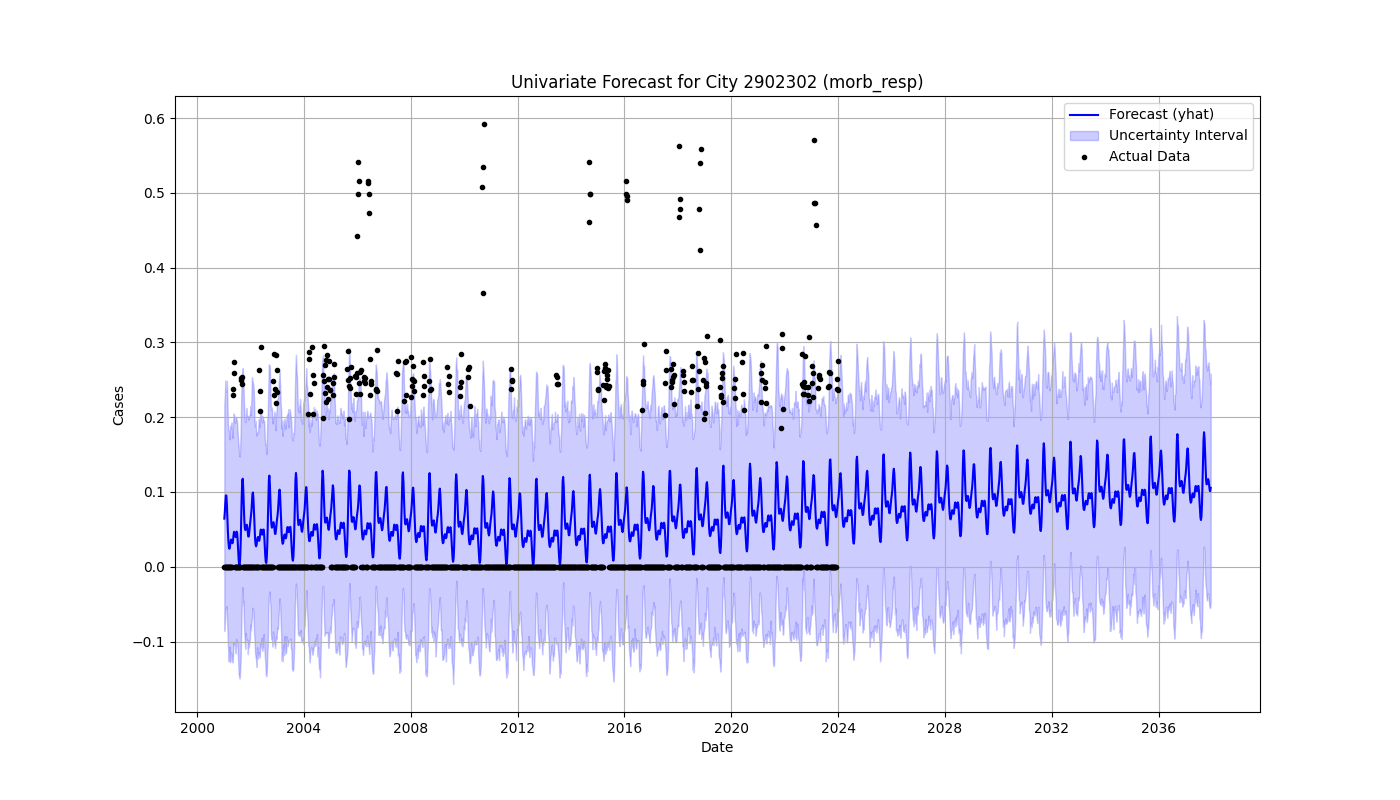 Univariate Forecast for City 2902302 (morb_resp)
Forecast (yhat)
Uncertainty Interval
Actual Data
Cases
0.6
0.5
0.4
0.3
0.2
0.1
0.0
−0.1
2000 2004 2008 2012 2016 2020 2024 2028 2032 2036
Date